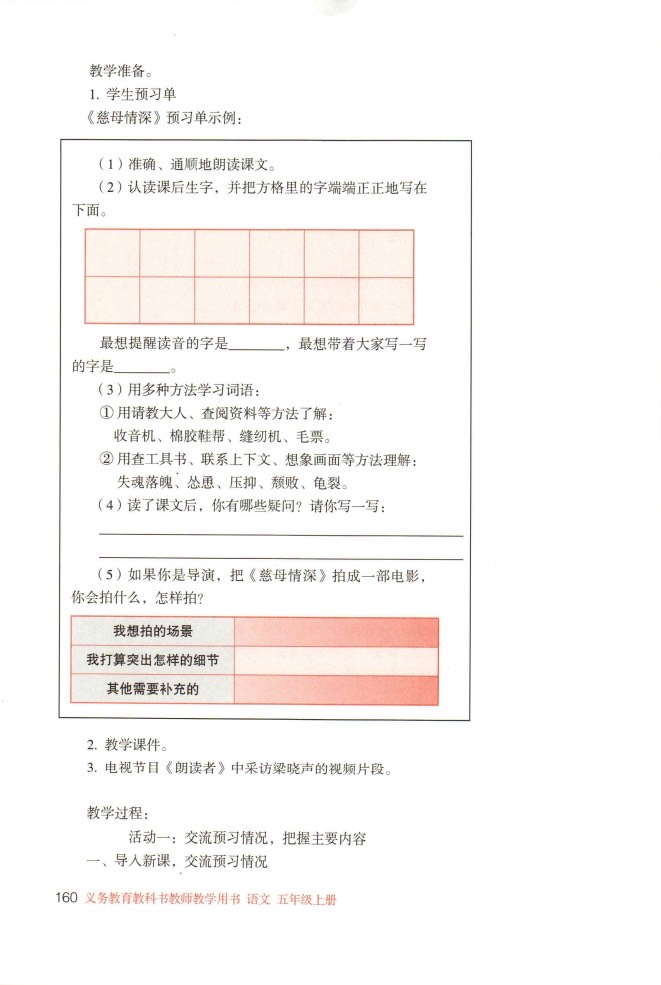 教学准备。
1. 学生预习单
《慈母情深》预习单示例：
（1）准确、通顺地朗读课文。
（2）认读课后生字，并把方格里的字端端正正地写在
下面。
最想提醒读音的字是________，最想带着大家写一写
的字是________。
（3）用多种方法学习词语：
① 用请教大人、查阅资料等方法了解：
收音机、棉胶鞋帮、缝纫机、毛票。
② 用查工具书、联系上下文、想象画面等方法理解：
失魂落魄、怂恿、压抑、颓败、龟裂。
（4）读了课文后，你有哪些疑问？请你写一写：
（5）如果你是导演，把《慈母情深》拍成一部电影，
你会拍什么，怎样拍？
我想拍的场景
我打算突出怎样的细节
其他需要补充的
2. 教学课件。
3. 电视节目《朗读者》中采访梁晓声的视频片段。
教学过程：
活动一：交流预习情况，把握主要内容
一、导入新课，交流预习情况
160 义务教育教科书教师教学用书 语文 五年级上册